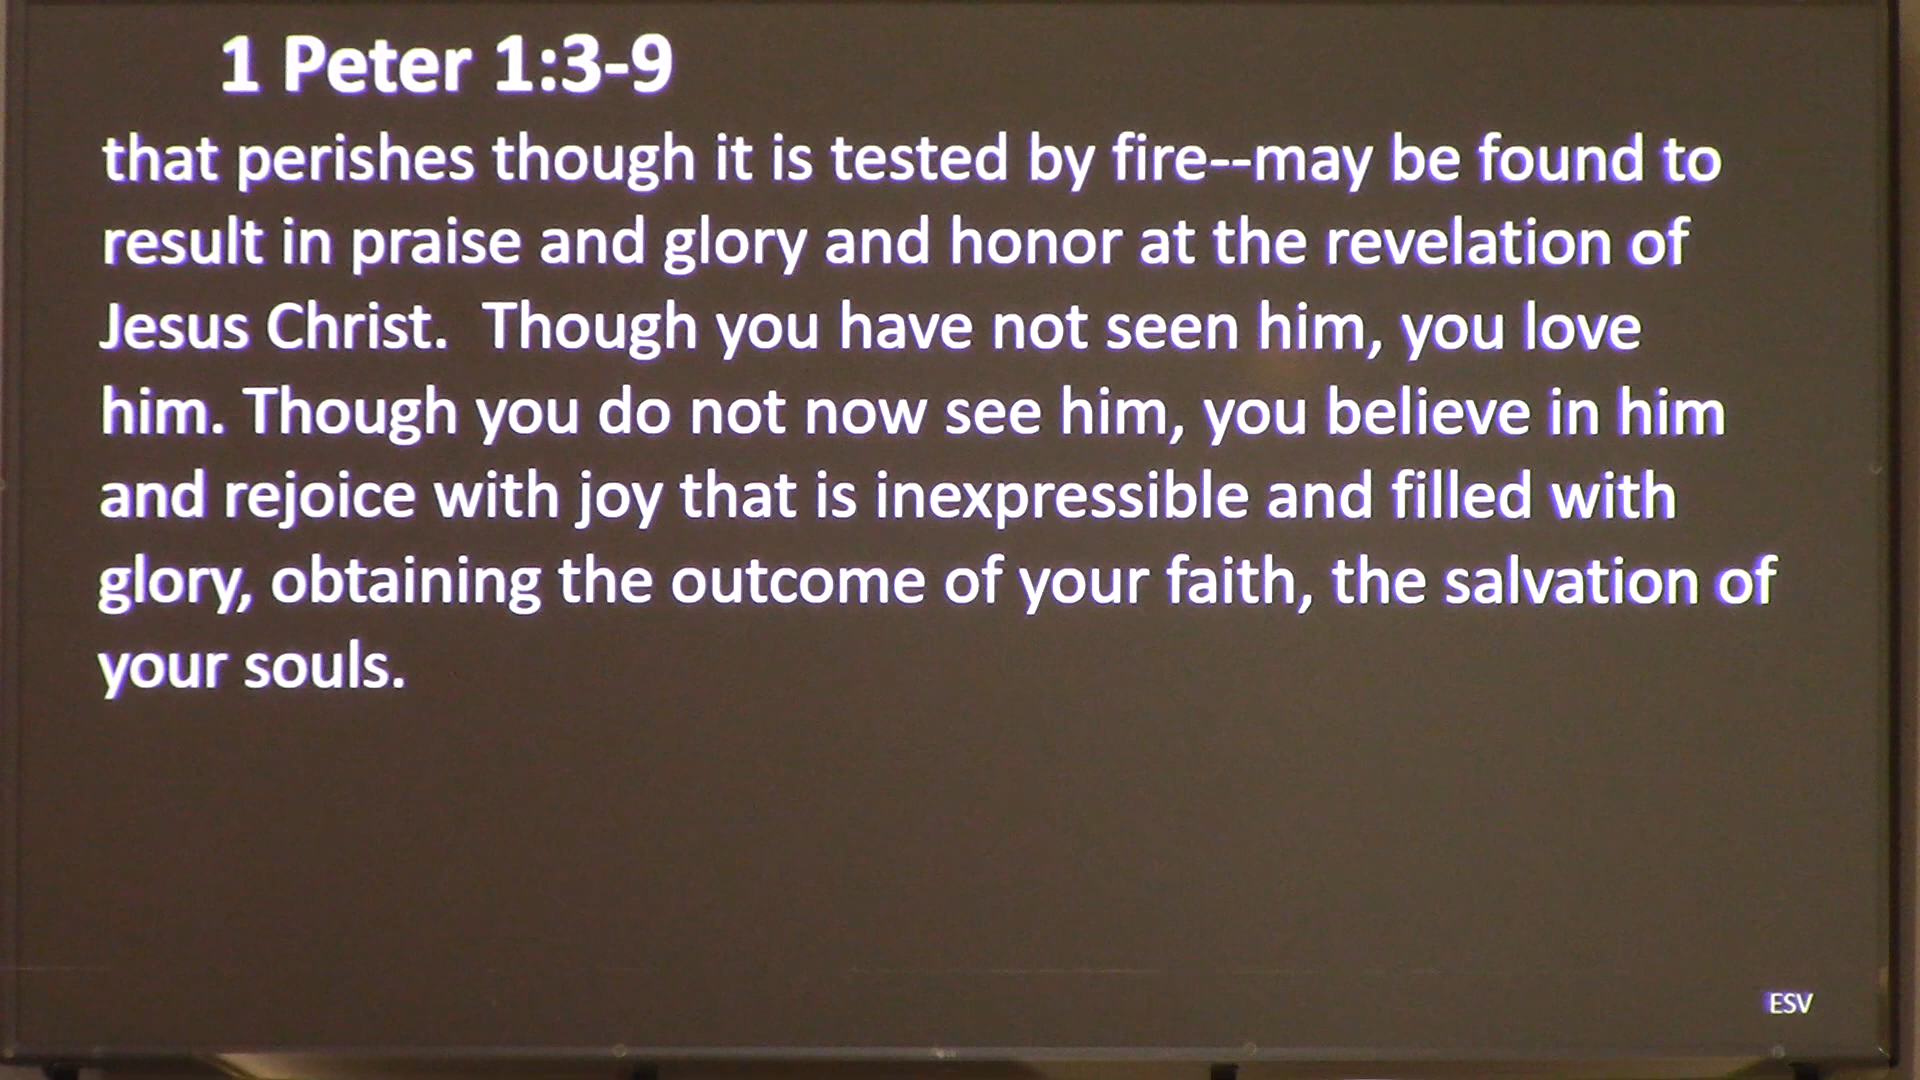 1 Peter 1:3-9
that perishes though it is tested by fire--may be found to
result in praise and glory and honor at the revelation of
Jesus Christ.  Though you have not seen him, you love
him. Though you do not now see him, you believe in him
and rejoice with joy that is inexpressible and filled with
glory, obtaining the outcome of your faith, the salvation of
your souls.
ESV